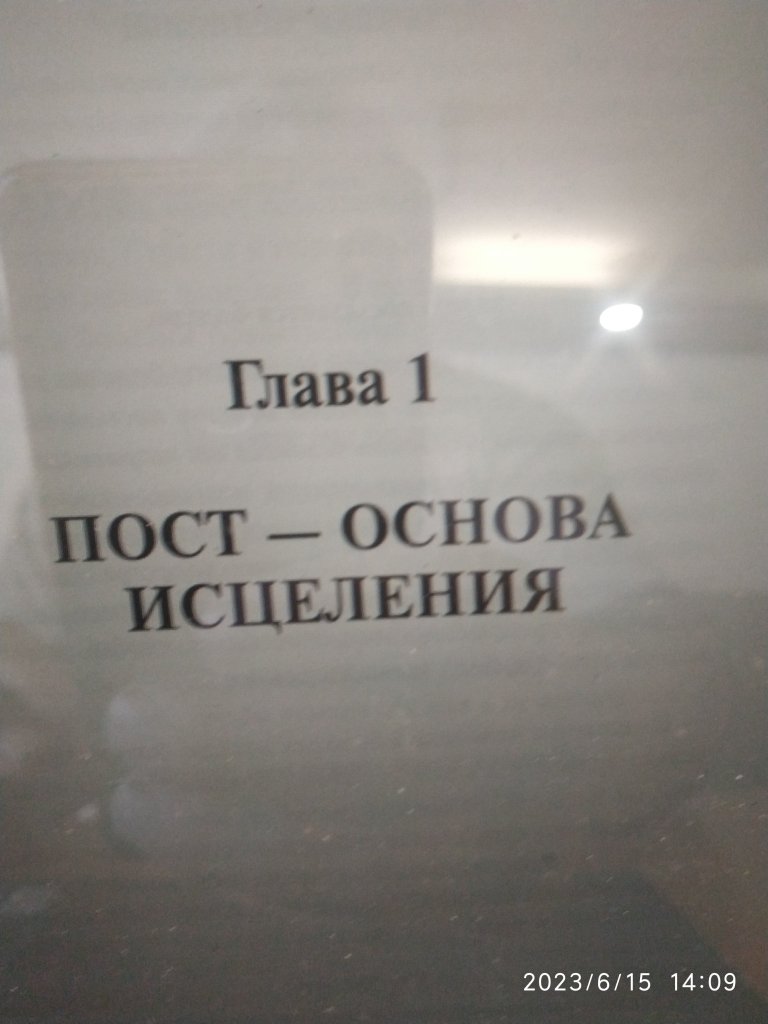 Глава 1
ПОСТ — ОСНОВА
ИСЦЕЛЕНИЯ
2023/6/15 14:09